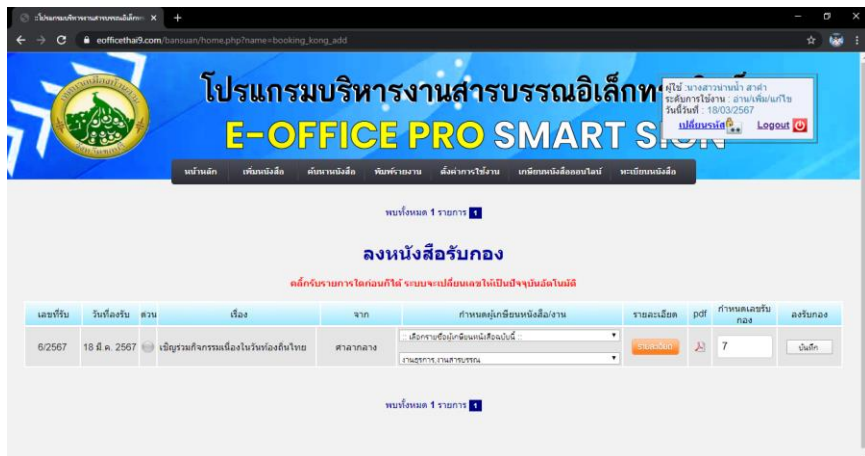 ::โปรแกรมบริหารงานสารบรรณอิเล็กท
eofficethai9.com/bansuan/home.php?name=booking_kong_add
โปรแกรมบริหารงานสารบรรณอิเล็กท
E-OFFICE PRO SMART SIGN
ผู้ใช้ :นางสาวน่านน้ำ สาคำ
ระดับการใช้งาน : อ่าน/เพิ่ม/แก้ไข
วันนี้วันที่ : 18/03/2567
เปลี่ยนรหัส Logout
หน้าหลัก เพิ่มหนังสือ ค้นหาหนังสือ พิมพ์รายงาน ตั้งค่าการใช้งาน เกษียนหนังสือออนไลน์ ทะเบียนหนังสือ
พบทั้งหมด 1 รายการ 1
ลงหนังสือรับกอง
คลิ๊กรับรายการใดก่อนก็ได้ ระบบจะเปลี่ยนเลขให้เป็นปัจจุบันอัตโนมัติ
เลขที่รับ วันที่ลงรับ ด่วน เรื่อง จาก กำหนดผู้เกษียนหนังสือ/งาน รายละเอียด pdf กำหนดเลขรับกอง ลงรับกอง
6/2567 18 มี.ค. 2567 เชิญร่วมกิจกรรมเนื่องในวันท้องถิ่นไทย ศาลากลาง :: เลือกรายชื่อผู้เกษียนหนังสือฉบับนี้ :: รายละเอียด 7 บันทึก
งานธุรการ,งานสารบรรณ
พบทั้งหมด 1 รายการ 1